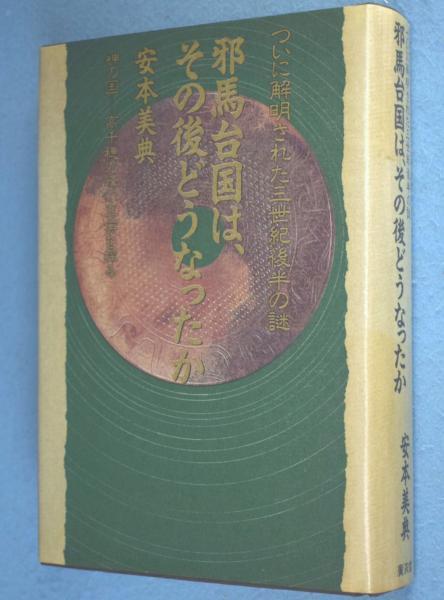 ついに解明された三世紀後半の謎
邪馬台国は、
その後どうなったか
安本美典
邪馬台国は、その後どうなったか
安本美典